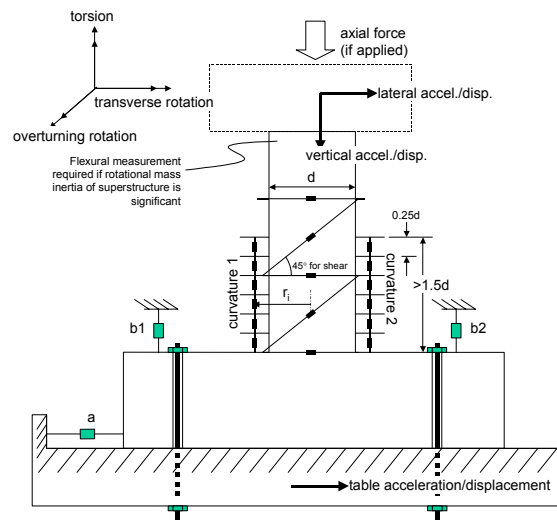 torsion
axial force
(if applied)
transverse rotation
lateral accel./disp.
overturning rotation
vertical accel./disp.
Flexural measurement
required if rotational mass
inertia of superstructure is
significant
d
0.25d
45° for shear
curvature 1
curvature 2
>1.5d
ri
b1
b2
a
table acceleration/displacement